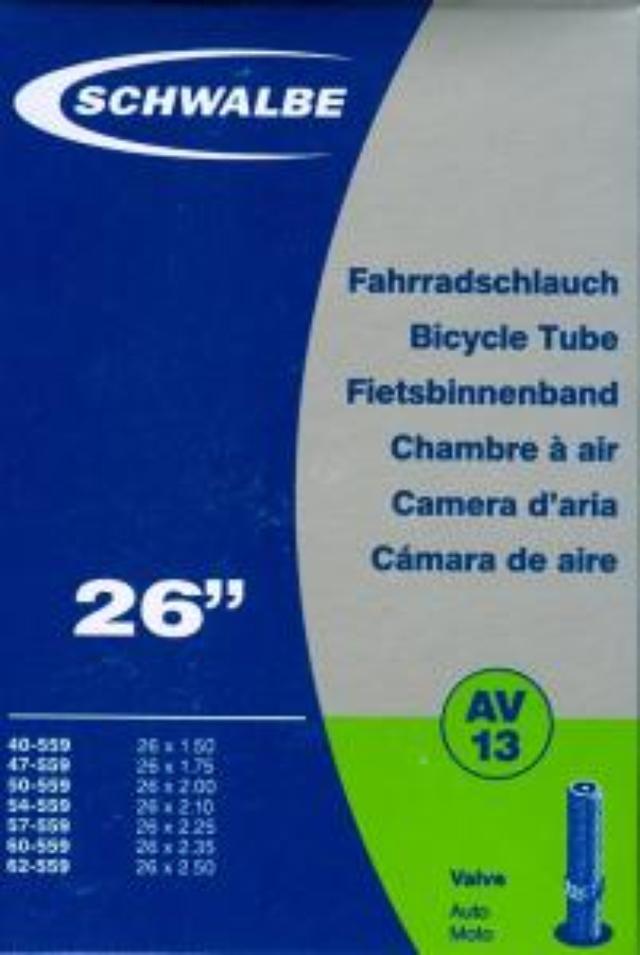 SCHWALBE
Fahrradschlauch
Bicycle Tube
Fietsbinnenband
Chambre à air
Camera d'aria
Cámara de aire
26”
40-559 26 x 1.50
47-559 26 x 1.75
50-559 26 x 2.00
54-559 26 x 2.10
57-559 26 x 2.25
60-559 26 x 2.35
62-559 26 x 2.50
AV
13
Valve
Auto
Moto